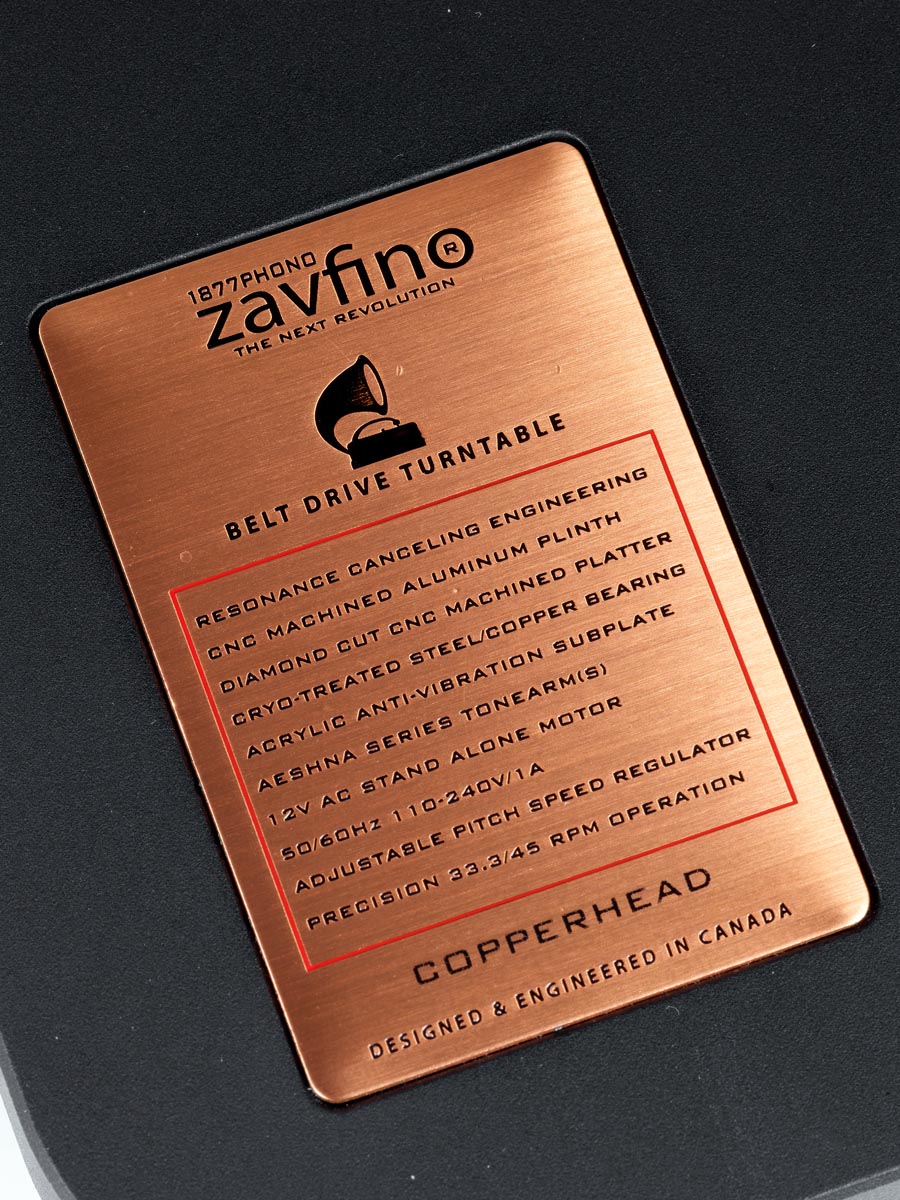 1877PHONO
zavfino®
THE NEXT REVOLUTION
BELT DRIVE TURNTABLE
RESONANCE CANCELING ENGINEERING
CNC MACHINED ALUMINUM PLINTH
DIAMOND CUT CNC MACHINED PLATTER
CRYO-TREATED STEEL/COPPER BEARING
ACRYLIC ANTI-VIBRATION SUBPLATE
AESHNA SERIES TONEARM(S)
12V AC STAND ALONE MOTOR
50/60Hz 110-240V/1A
ADJUSTABLE PITCH SPEED REGULATOR
PRECISION 33.3/45 RPM OPERATION
COPPERHEAD
DESIGNED & ENGINEERED IN CANADA